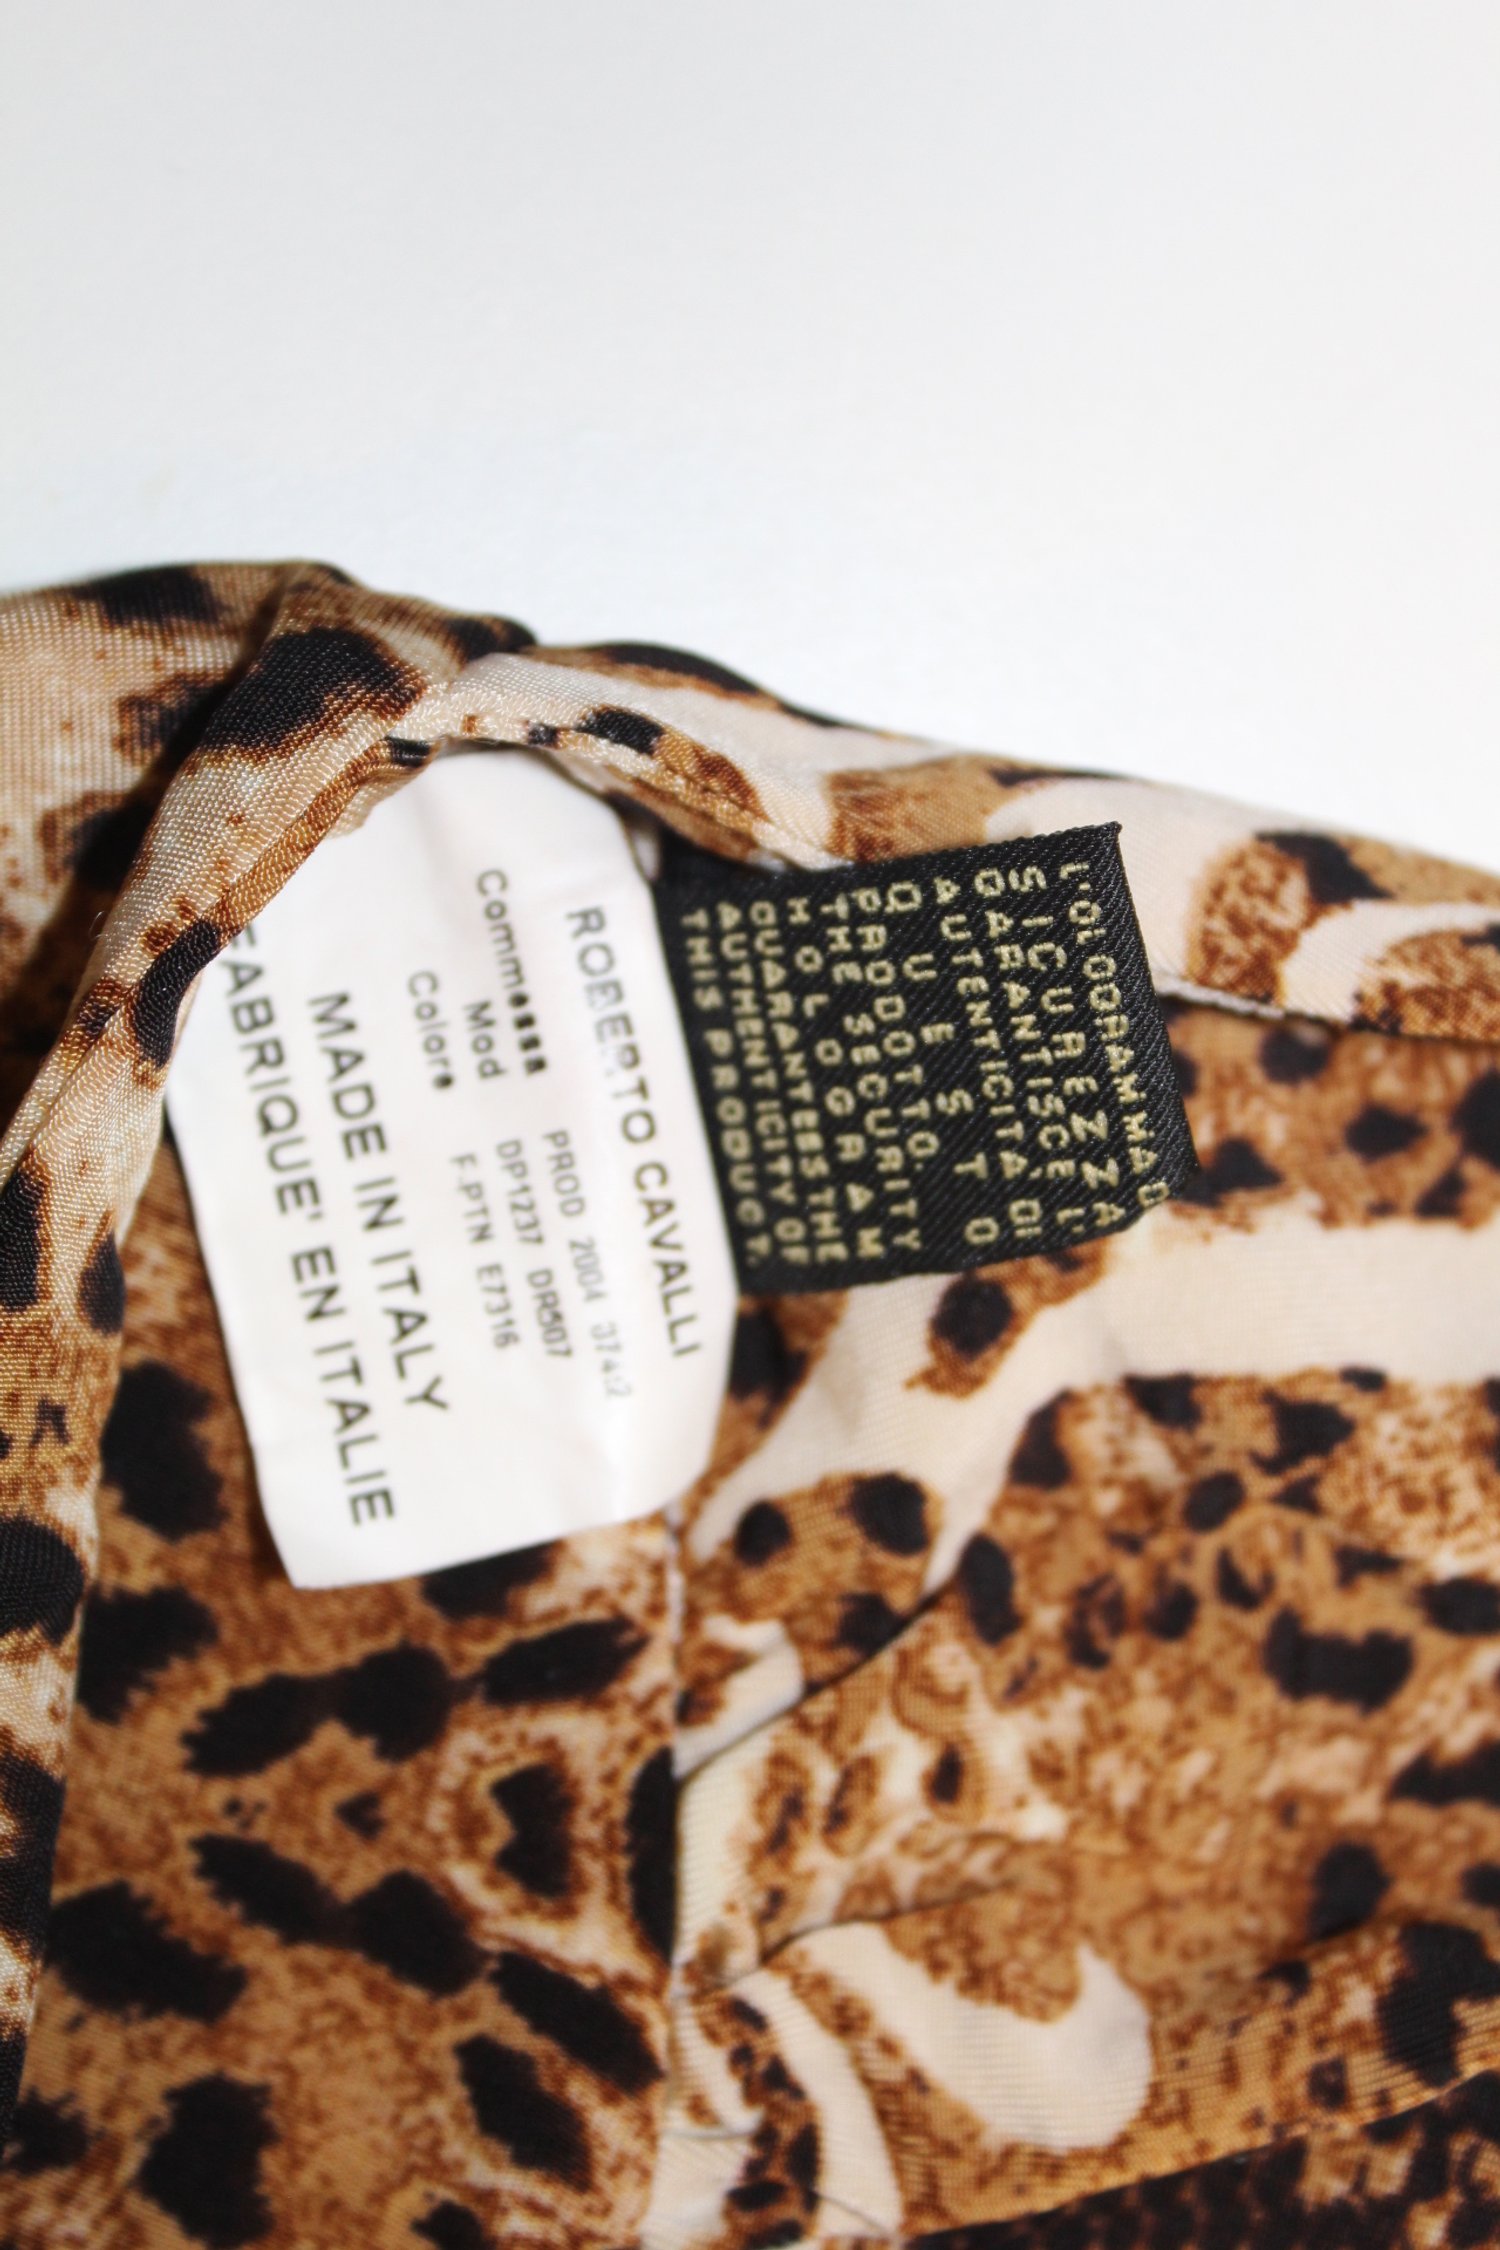 ROBERTO CAVALLI
Commessa PROD 2004 3742
Mod DP1237 DR507
Colore F.PTN E7316
MADE IN ITALY
FABRIQUE' EN ITALIE
L'OLOGRAMMA DI
SICUREZZA
GARANTISCE L'
AUTENTICITA DI
QUESTO
PRODOTTO.
THE SECURITY
HOLOGRAM
GUARANTEES THE
AUTHENTICITY OF
THIS PRODUCT.